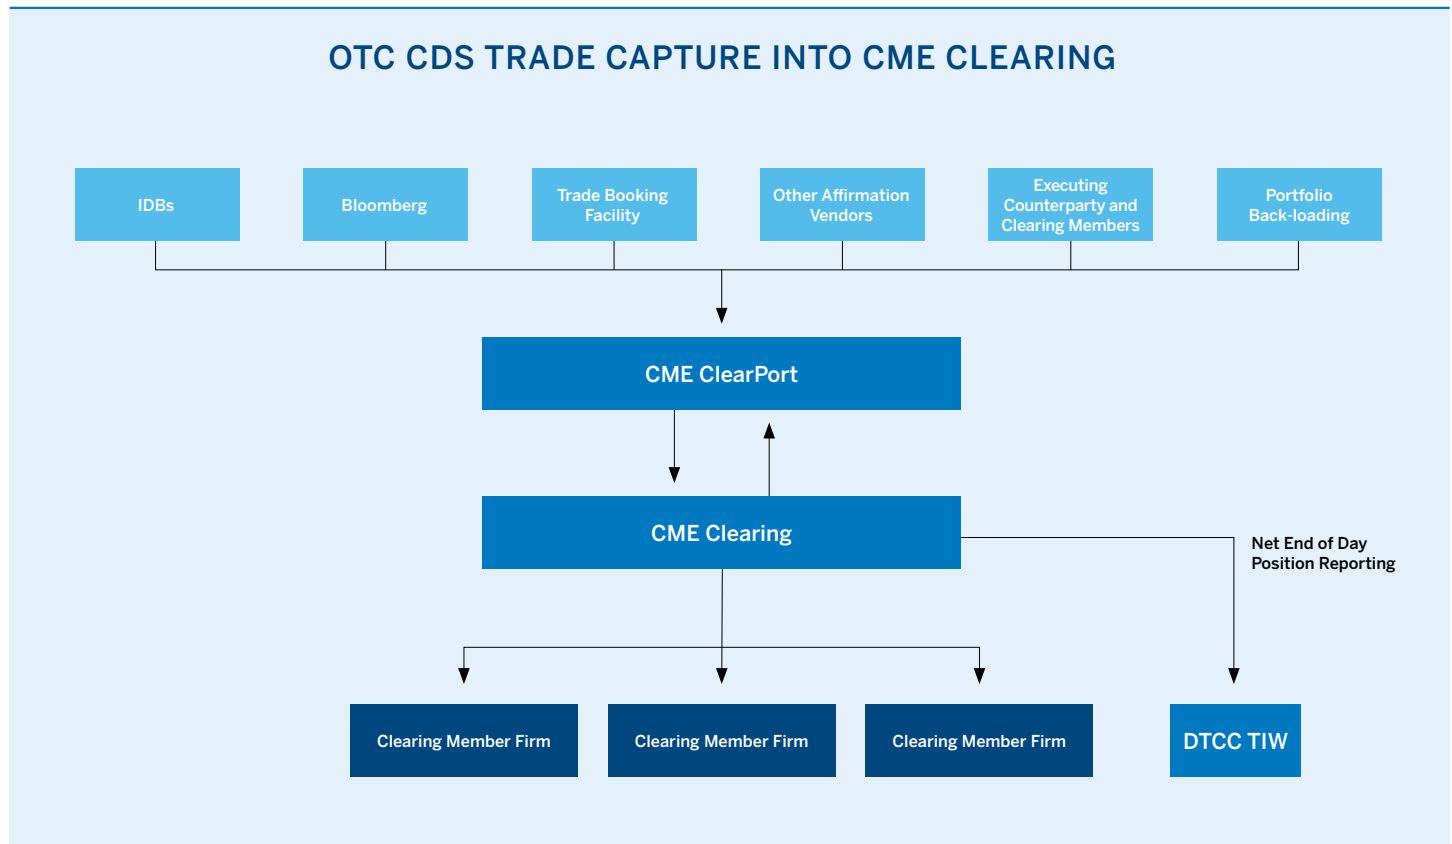 OTC CDS TRADE CAPTURE INTO CME CLEARING
IDBs
Bloomberg
Trade Booking
Facility
Other Affirmation
Vendors
Executing
Counterparty and
Clearing Members
Portfolio
Back-loading
CME ClearPort
CME Clearing
Net End of Day
Position Reporting
Clearing Member Firm
Clearing Member Firm
Clearing Member Firm
DTCC TIW